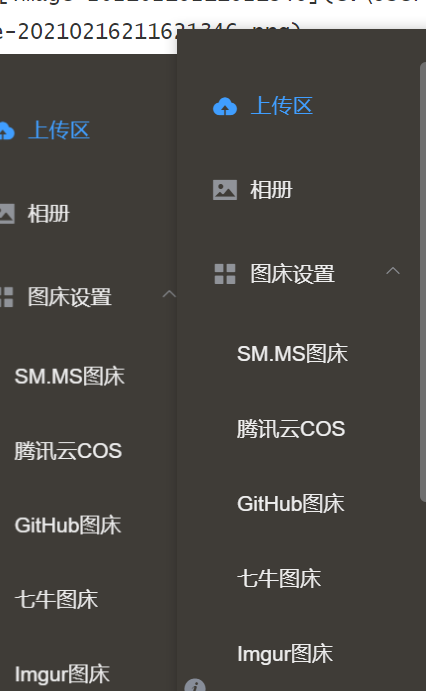 e-20210216211621346.png)
上传区
相册
图床设置
SM.MS图床
腾讯云COS
GitHub图床
七牛图床
Imgur图床
上传区
相册
图床设置
SM.MS图床
腾讯云COS
GitHub图床
七牛图床
Imgur图床